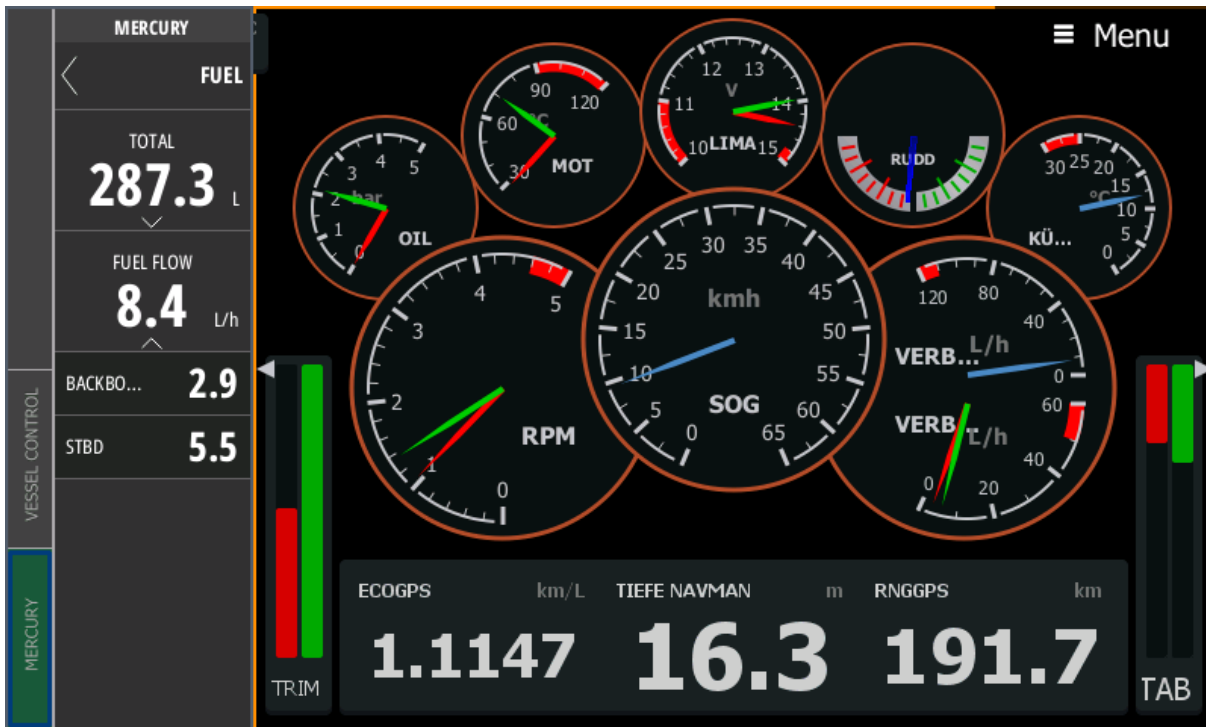 MERCURY
FUEL
TOTAL
287.3 L
FUEL FLOW
8.4 L/h
BACKBO... 2.9
STBD 5.5
VESSEL CONTROL
MERCURY
Menu
0 1 2 3 4 5
bar
OIL
30 60 90 120
°C
MOT
10 11 12 13 14 15
V
LIMA
RUDD
30 25 20 15 10 5 0
°C
KÜ...
0 1 2 3 4 5
RPM
0 5 10 15 20 25 30 35 40 45 50 55 60 65
kmh
SOG
120 80 40 0
L/h
VERB...
VERB...
L/h
0 20 40 60
TRIM
TAB
ECOGPS km/L
1.1147
TIEFE NAVMAN m
16.3
RNGGPS km
191.7